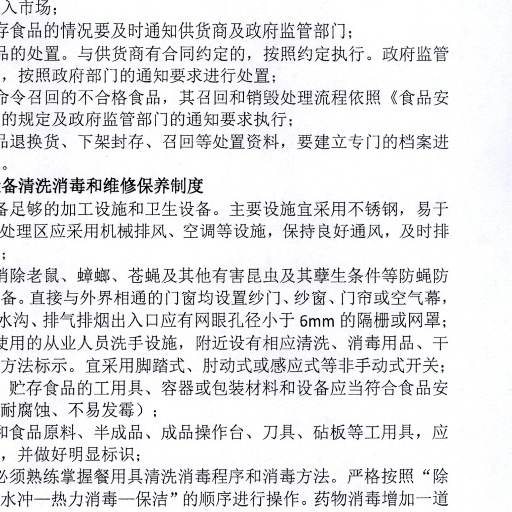 入市场;
存食品的情况要及时通知供货商及政府监管部门;
品的处置。与供货商有合同约定的，按照约定执行。政府监管
，按照政府部门的通知要求进行处置;
命令召回的不合格食品，其召回和销毁处理流程依照《食品安
的规定及政府监管部门的通知要求执行;
品退换货、下架封存、召回等处置资料，要建立专门的档案进
。
备清洗消毒和维修保养制度
备足够的加工设施和卫生设备。主要设施宜采用不锈钢，易于
处理区应采用机械排风、空调等设施，保持良好通风，及时排
;
消除老鼠、蟑螂、苍蝇及其他有害昆虫及其孳生条件等防蝇防
备。直接与外界相通的门窗均设置纱门、纱窗、门帘或空气幕，
水沟、排气排烟出入口应有网眼孔径小于 6mm 的隔栅或网罩;
使用的从业人员洗手设施，附近设有相应清洗、消毒用品、干
方法标示。宜采用脚踏式、肘动式或感应式等非手动式开关;
、贮存食品的工用具、容器或包装材料和设备应当符合食品安
耐腐蚀、不易发霉）;
和食品原料、半成品、成品操作台、刀具、砧板等工用具，应
，并做好明显标识;
必须熟练掌握餐用具清洗消毒程序和消毒方法。严格按照“除
水冲—热力消毒—保洁”的顺序进行操作。药物消毒增加一道